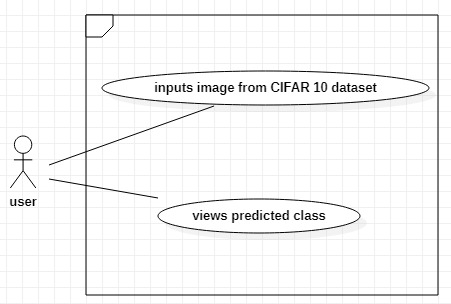 inputs image from CIFAR 10 dataset
user
views predicted class